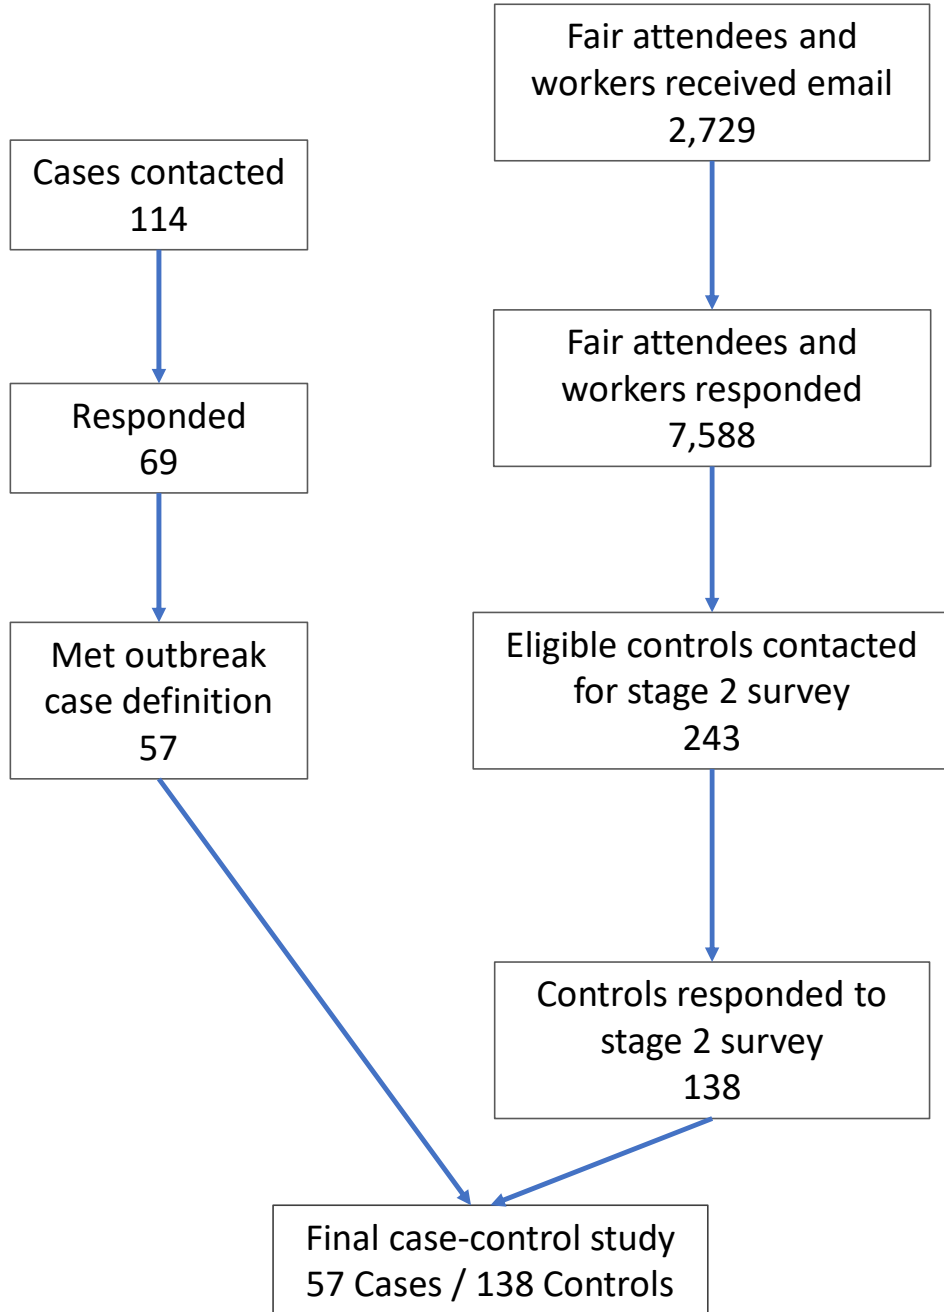 Cases contacted
114
Responded
69
Met outbreak
case definition
57
Fair attendees and
workers received email
2,729
Fair attendees and
workers responded
7,588
Eligible controls contacted
for stage 2 survey
243
Controls responded to
stage 2 survey
138
Final case-control study
57 Cases / 138 Controls